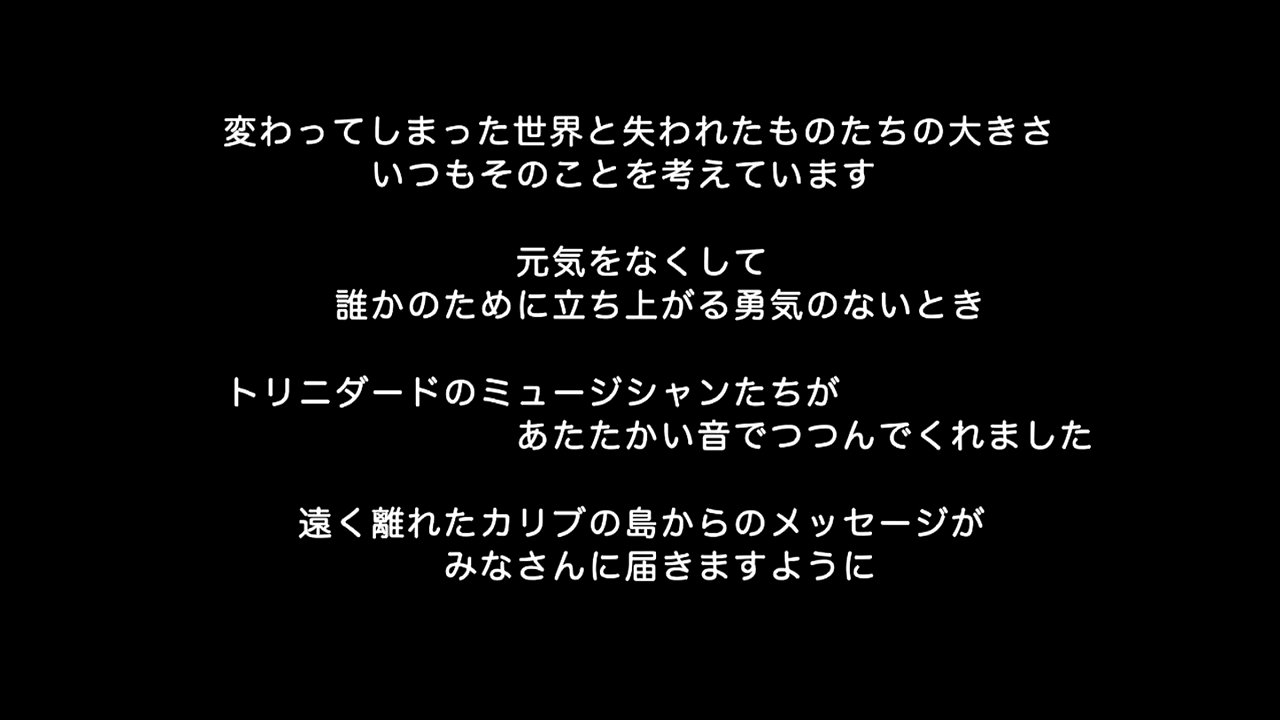 変わってしまった世界と失われたものたちの大きさ
いつもそのことを考えています
元気をなくして
誰かのために立ち上がる勇気のないとき
トリニダードのミュージシャンたちが
あたたかい音でつつんでくれました
遠く離れたカリブの島からのメッセージが
みなさんに届きますように